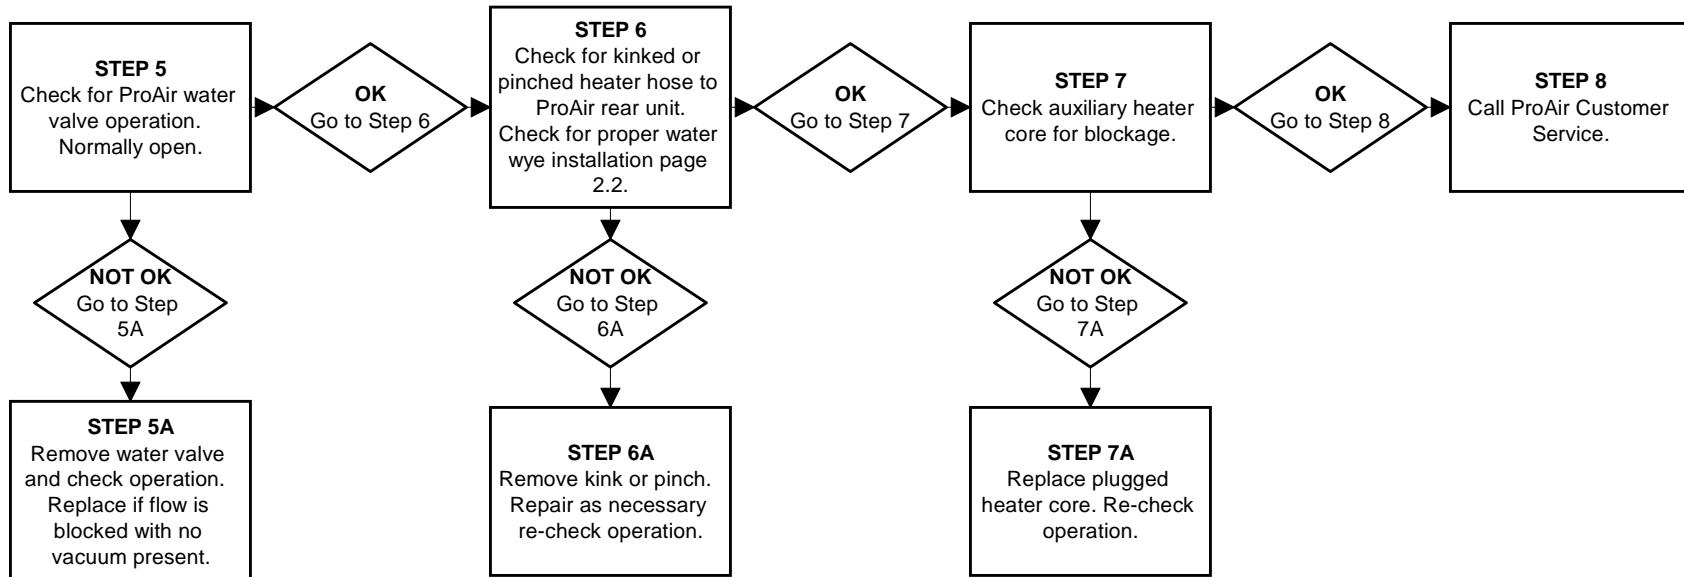 STEP 5
Check for ProAir water
valve operation.
Normally open.
OK
Go to Step 6
STEP 6
Check for kinked or
pinched heater hose to
ProAir rear unit.
Check for proper water
wye installation page
2.2.
OK
Go to Step 7
STEP 7
Check auxiliary heater
core for blockage.
OK
Go to Step 8
STEP 8
Call ProAir Customer
Service.
NOT OK
Go to Step
5A
NOT OK
Go to Step
6A
NOT OK
Go to Step
7A
STEP 5A
Remove water valve
and check operation.
Replace if flow is
blocked with no
vacuum present.
STEP 6A
Remove kink or pinch.
Repair as necessary
re-check operation.
STEP 7A
Replace plugged
heater core. Re-check
operation.